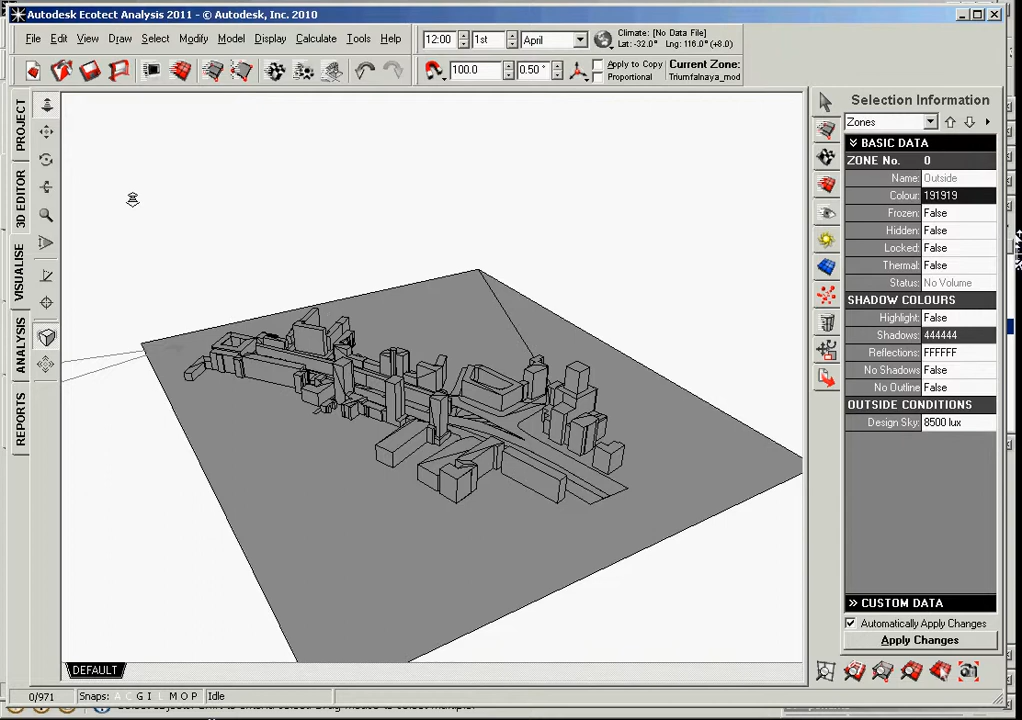 Autodesk Ecotect Analysis 2011 - © Autodesk, Inc. 2010
File Edit View Draw Select Modify Model Display Calculate Tools Help
12:00 1st April
Climate: [No Data File]
Lat: -32.0° Lng: 116.0° (+8.0)
100.0 0.50 °
Apply to Copy
Proportional
Current Zone:
Triumfalnaya_mod
PROJECT
3D EDITOR
VISUALISE
ANALYSIS
REPORTS
Selection Information
Zones
BASIC DATA
ZONE No. 0
Name: Outside
Colour: 191919
Frozen: False
Hidden: False
Locked: False
Thermal: False
Status: No Volume
SHADOW COLOURS
Highlight: False
Shadows: 444444
Reflections: FFFFFF
No Shadows False
No Outline False
OUTSIDE CONDITIONS
Design Sky: 8500 lux
CUSTOM DATA
Automatically Apply Changes
Apply Changes
DEFAULT
0/971 Snaps: A C G I L M O P Idle